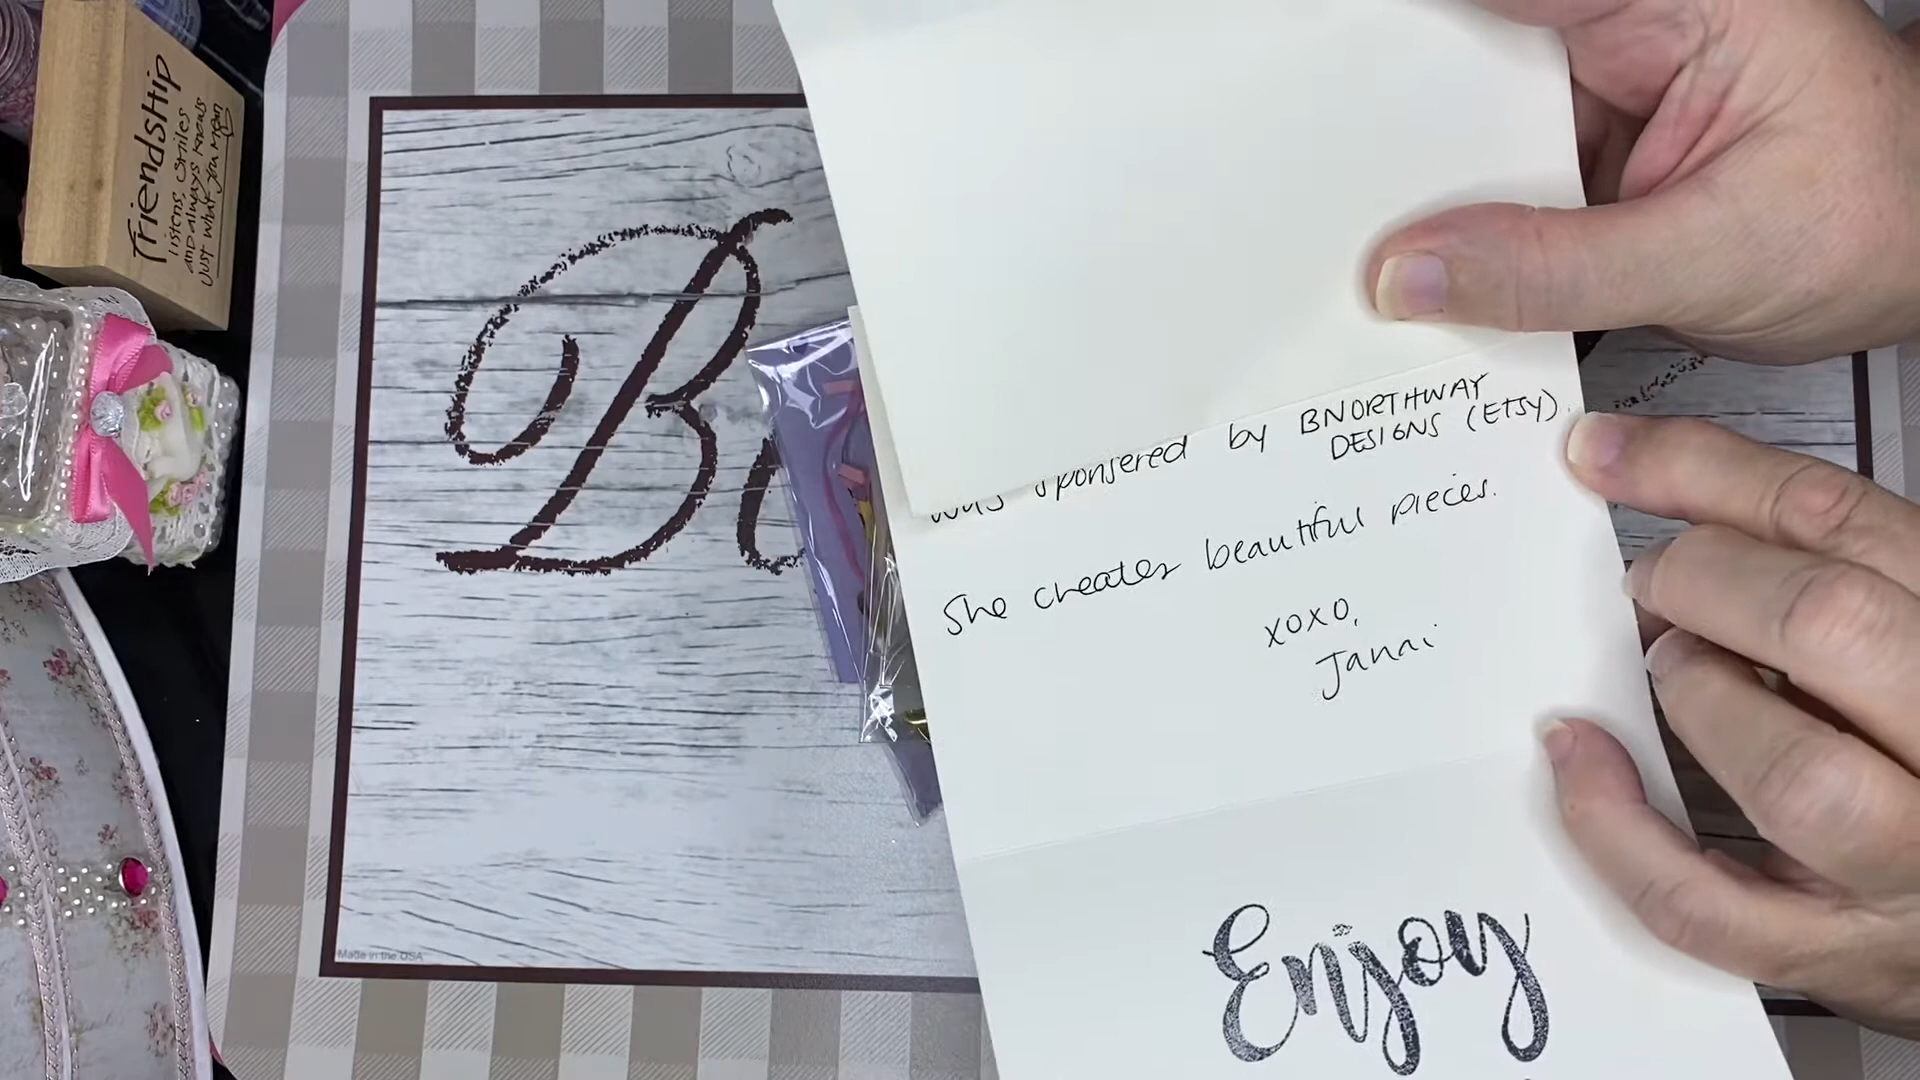 Friendship
listens, smiles
and always knows
just what you mean
B
was sponsered by BNORTHWAY
DESIGNS (ETSY).
She creates beautiful pieces.
xoxo,
Janai
Enjoy
Made in the USA